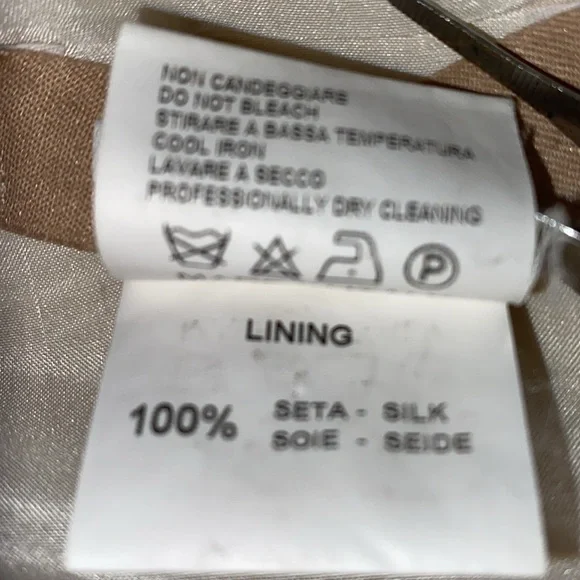 NON CANDEGGIARE
DO NOT BLEACH
STIRARE A BASSA TEMPERATURA
COOL IRON
LAVARE A SECCO
PROFESSIONALLY DRY CLEANING
P
LINING
100% SETA - SILK
SOIE - SEIDE